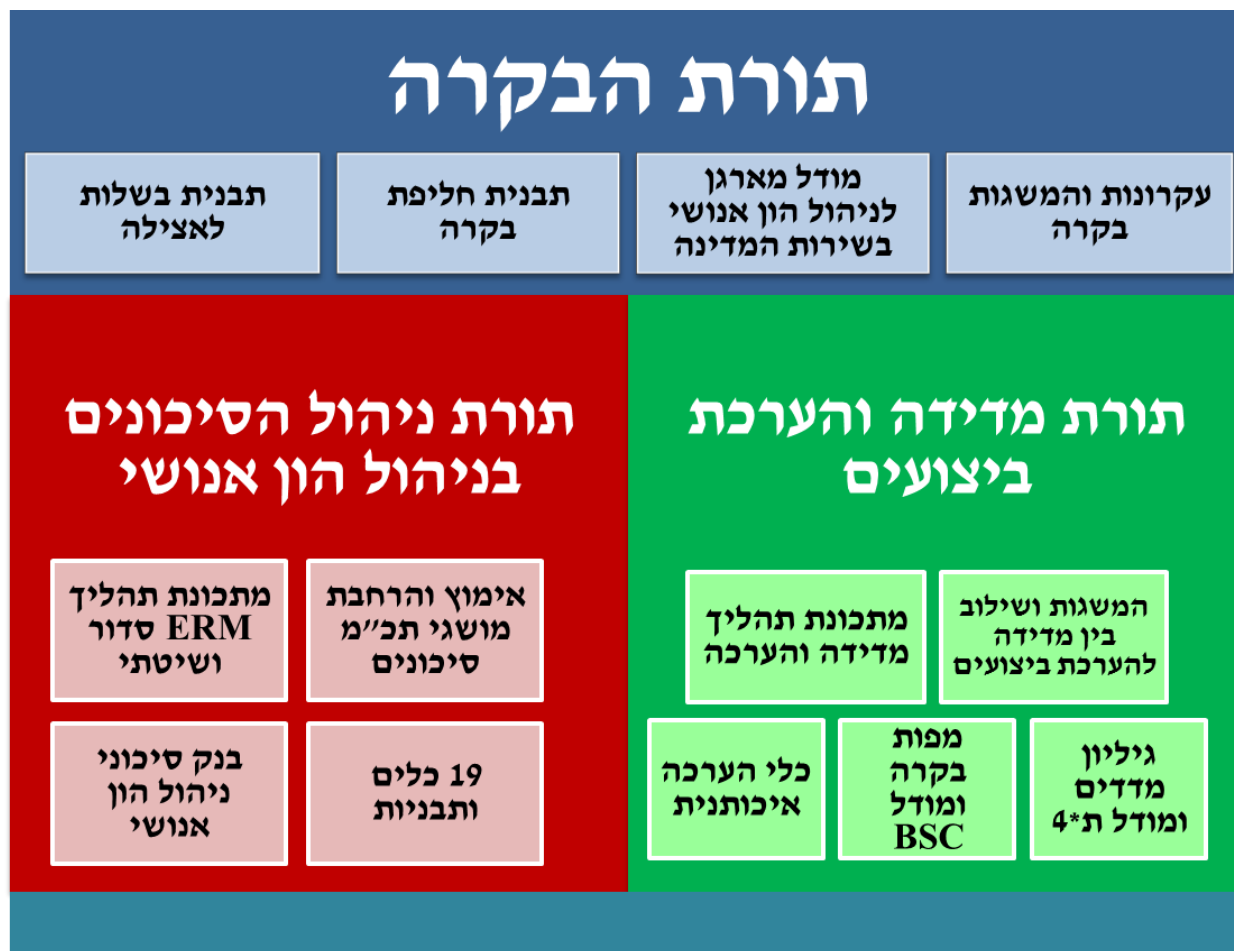 תורת הבקרה
עקרונות והמשגות
בקרה
מודל מארגן
לניהול הון אנושי
בשירות המדינה
תבנית חליפת
בקרה
תבנית בשלות
לאצילה
תורת מדידה והערכת
ביצועים
המשגות ושילוב
בין מדידה
להערכת ביצועים
מתכונת תהליך
מדידה והערכה
גיליון
מדדים
ומודל ת*4
מפות
בקרה
ומודל
BSC
כלי הערכה
איכותנית
תורת ניהול הסיכונים
בניהול הון אנושי
אימוץ והרחבת
מושגי תכ״מ
סיכונים
מתכונת תהליך
ERM סדור
ושיטתי
19 כלים
ותבניות
בנק סיכוני
ניהול הון
אנושי